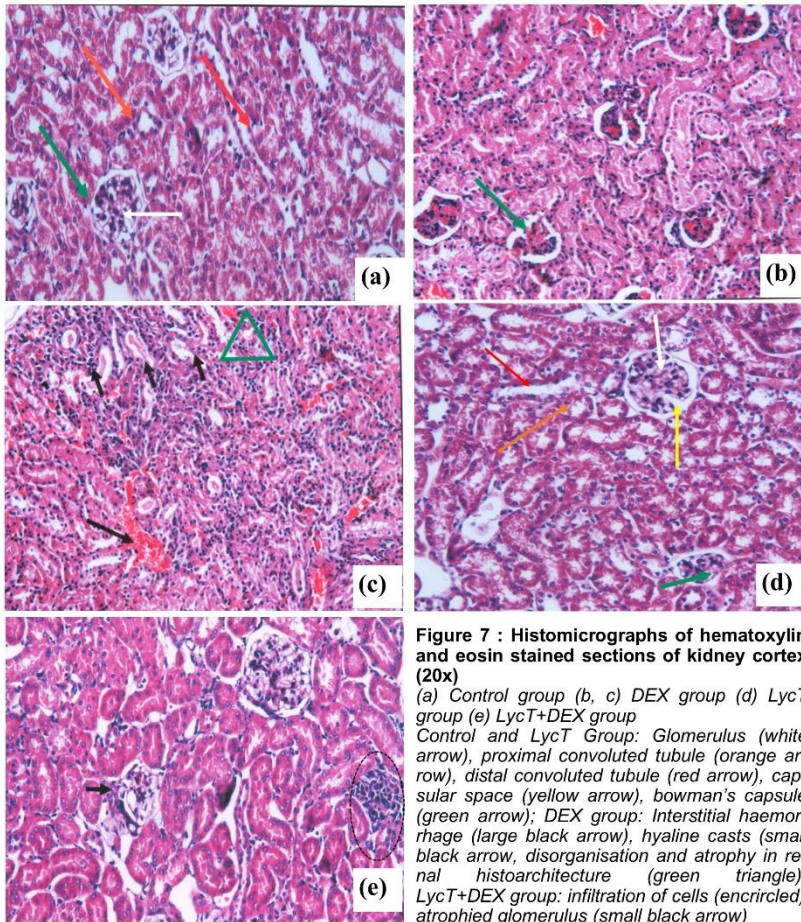 (a)
(b)
(c)
(d)
(e)
Figure 7 : Histomicrographs of hematoxylin
and eosin stained sections of kidney cortex
(20x)
(a) Control group (b, c) DEX group (d) LycT
group (e) LycT+DEX group
Control and LycT Group: Glomerulus (white
arrow), proximal convoluted tubule (orange ar
row), distal convoluted tubule (red arrow), cap
sular space (yellow arrow), bowman's capsule
(green arrow); DEX group: Interstitial haemor
rhage (large black arrow), hyaline casts (smal
black arrow, disorganisation and atrophy in re
nal histoarchitecture (green triangle)
LycT+DEX group: infiltration of cells (encrircled)
atrophied glomerulus (small black arrow)